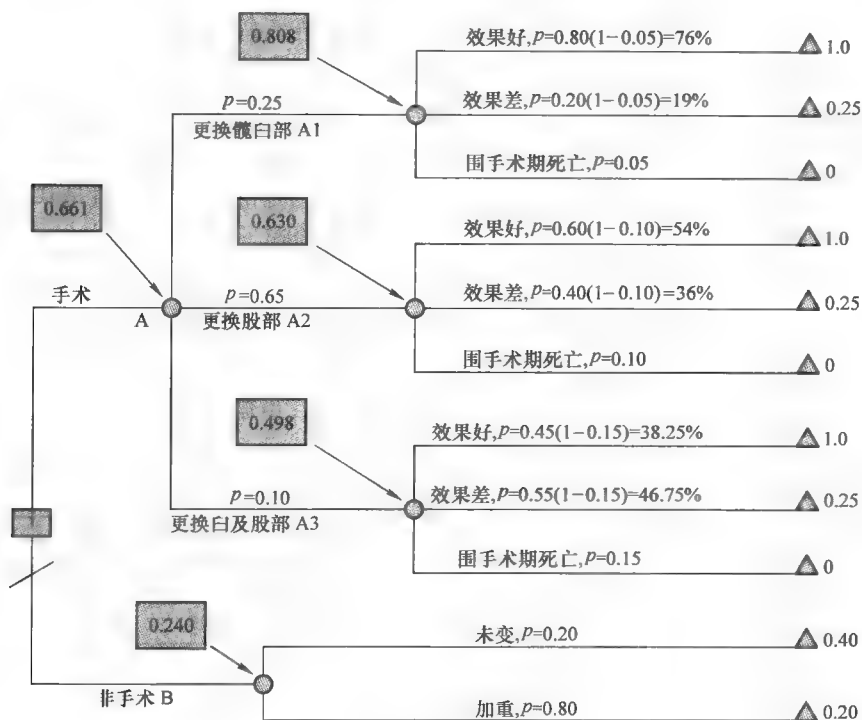 0.808
效果好,p=0.80(1−0.05)=76%
1.0
p=0.25
效果差,p=0.20(1−0.05)=19%
0.25
更换髋臼部 A1
围手术期死亡,p=0.05
0
0.661
0.630
效果好,p=0.60(1−0.10)=54%
1.0
手术
p=0.65
效果差,p=0.40(1−0.10)=36%
0.25
A
更换股部 A2
围手术期死亡,p=0.10
0
0.498
效果好,p=0.45(1−0.15)=38.25%
1.0
p=0.10
效果差,p=0.55(1−0.15)=46.75%
0.25
更换臼及股部 A3
围手术期死亡,p=0.15
0
0.240
未变,p=0.20
0.40
非手术 B
加重,p=0.80
0.20